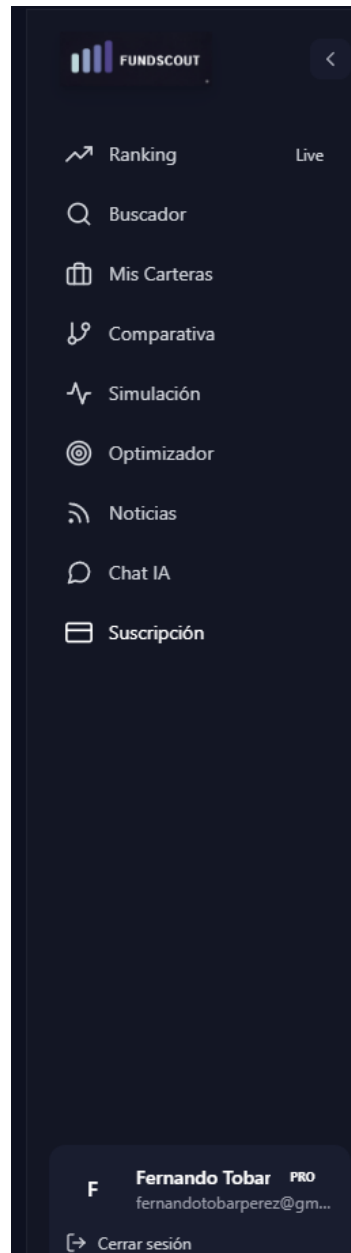 FUNDSCOUT
Ranking Live
Buscador
Mis Carteras
Comparativa
Simulación
Optimizador
Noticias
Chat IA
Suscripción
F Fernando Tobar PRO
fernandotobarperez@gm...
Cerrar sesión